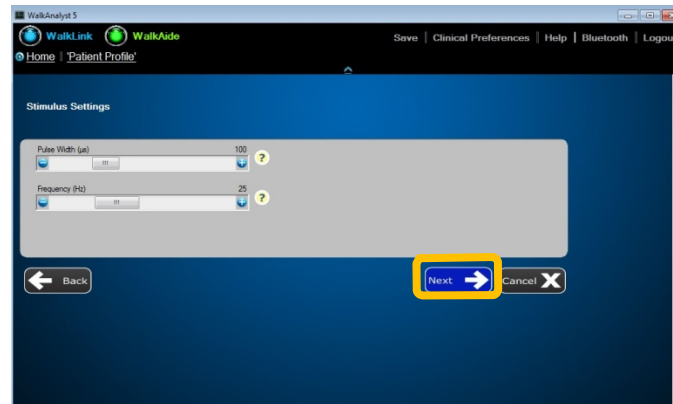 WalkAnalyst 5
WalkLink WalkAide Save | Clinical Preferences | Help | Bluetooth | Logou
Home | 'Patient Profile'
Stimulus Settings
Pulse Width (µs) 100
?
Frequency (Hz) 25
?
Back Next Cancel X